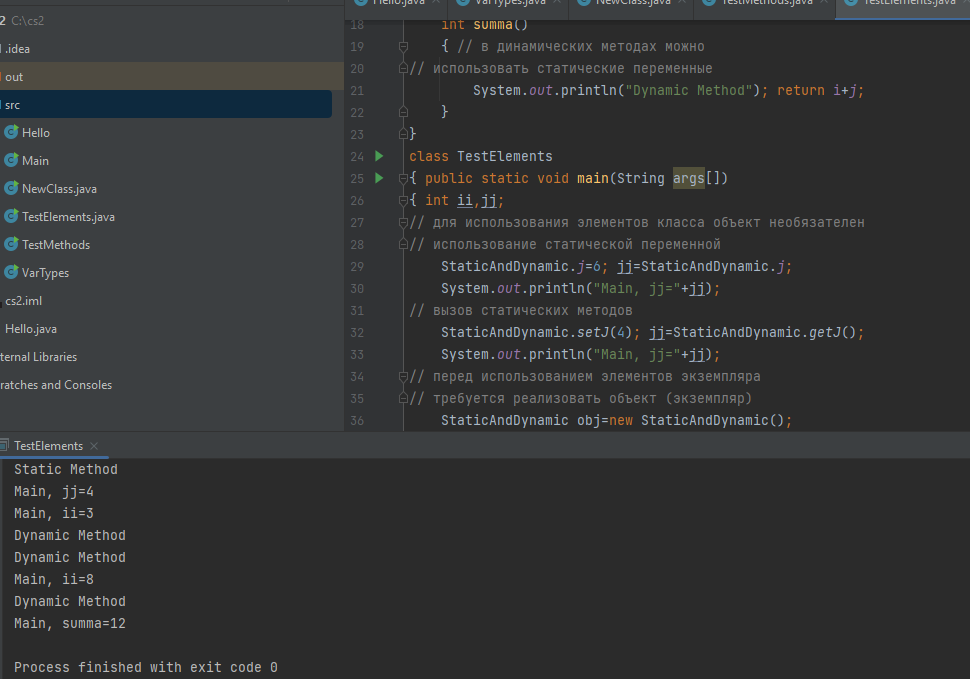 Hello.java
VarTypes.java
NewClass.java
TestMethods.java
TestElements.java
2 C:\cs2
.idea
out
src
Hello
Main
NewClass.java
TestElements.java
TestMethods
VarTypes
cs2.iml
Hello.java
ternal Libraries
ratches and Consoles
18 int summa()
19 { // в динамических методах можно
20 // использовать статические переменные
21 System.out.println("Dynamic Method"); return i+j;
22 }
23 }
24 class TestElements
25 { public static void main(String args[])
26 { int ii,jj;
27 // для использования элементов класса объект необязателен
28 // использование статической переменной
29 StaticAndDynamic.j=6; jj=StaticAndDynamic.j;
30 System.out.println("Main, jj="+jj);
31 // вызов статических методов
32 StaticAndDynamic.setJ(4); jj=StaticAndDynamic.getJ();
33 System.out.println("Main, jj="+jj);
34 // перед использованием элементов экземпляра
35 // требуется реализовать объект (экземпляр)
36 StaticAndDynamic obj=new StaticAndDynamic();
TestElements
Static Method
Main, jj=4
Main, ii=3
Dynamic Method
Dynamic Method
Main, ii=8
Dynamic Method
Main, summa=12
Process finished with exit code 0